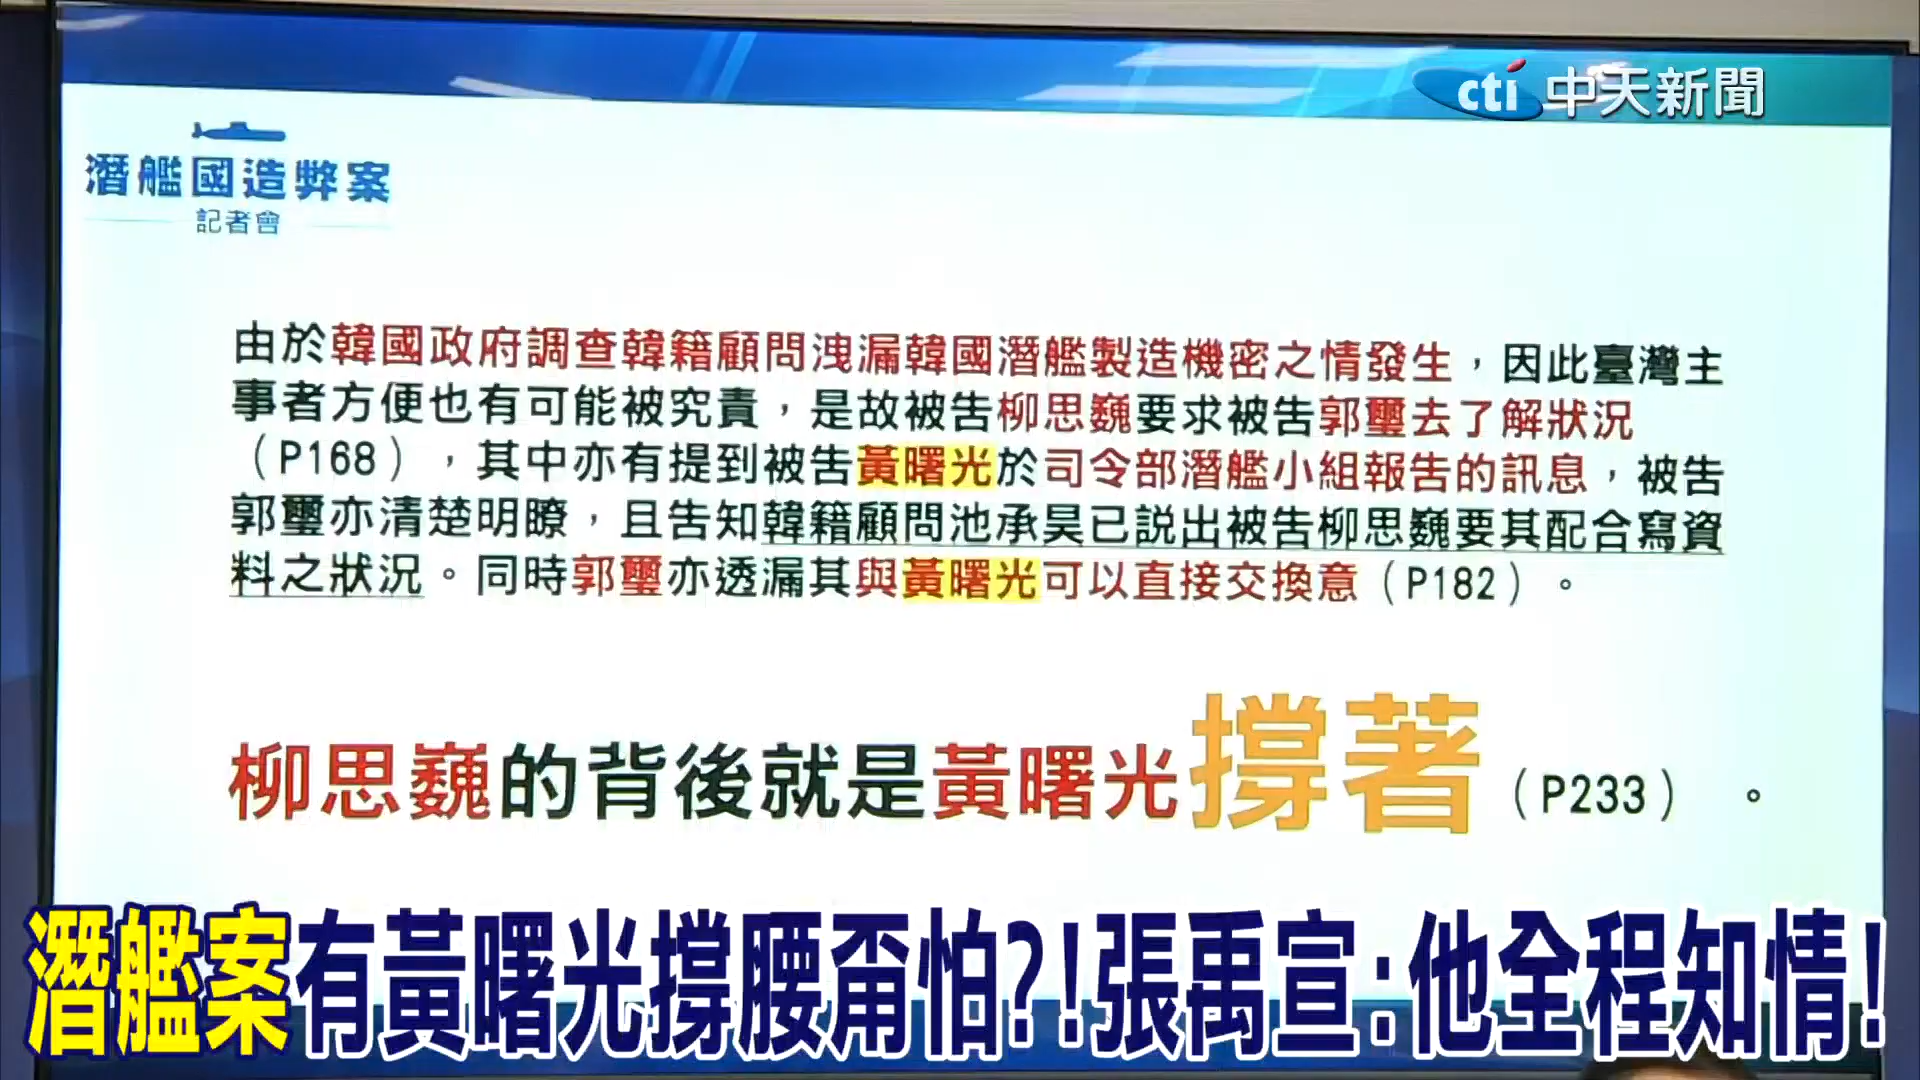 cti 中天新聞
潛艦國造弊案
記者會
由於韓國政府調查韓籍顧問洩漏韓國潛艦製造機密之情發生，因此臺灣主
事者方便也有可能被究責，是故被告柳思巍要求被告郭璽去了解狀況
（P168），其中亦有提到被告黃曙光於司令部潛艦小組報告的訊息，被告
郭璽亦清楚明瞭，且告知韓籍顧問池承昊已説出被告柳思巍要其配合寫資
料之狀況。同時郭璽亦透漏其與黃曙光可以直接交換意（P182）。
柳思巍的背後就是黃曙光撐著（P233）。
潛艦案有黃曙光撐腰甭怕?!張禹宣:他全程知情!